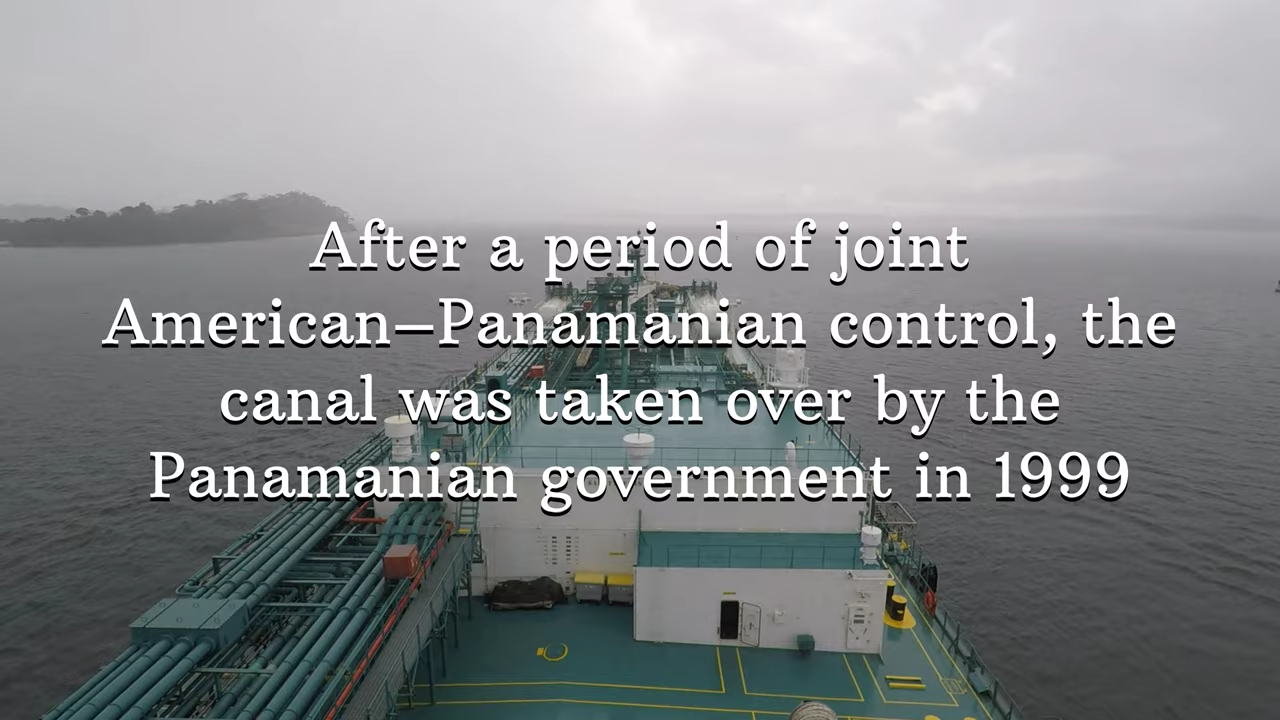 After a period of joint
American–Panamanian control, the
canal was taken over by the
Panamanian government in 1999